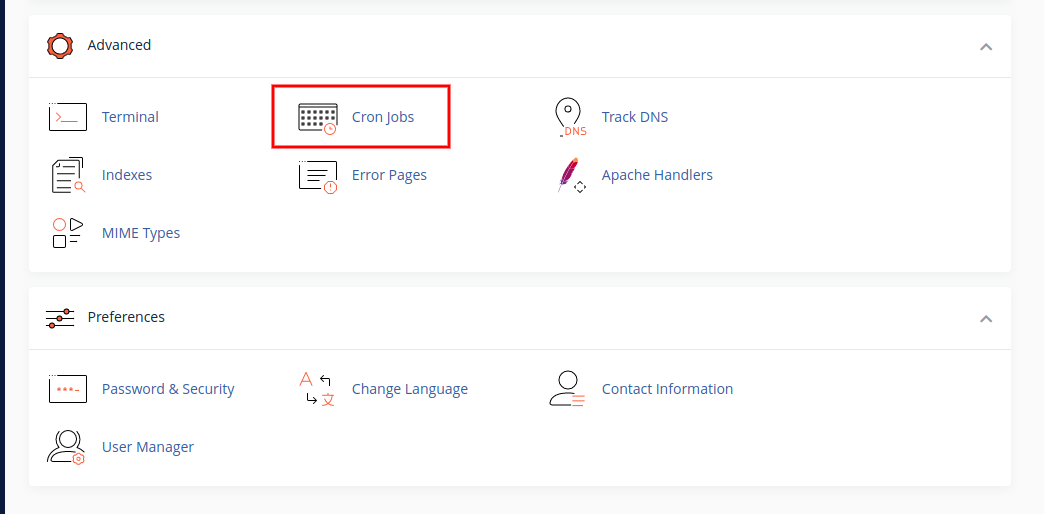 Advanced
Terminal
Cron Jobs
DNS
Track DNS
Indexes
Error Pages
Apache Handlers
MIME Types
Preferences
Password & Security
A
文
Change Language
Contact Information
User Manager